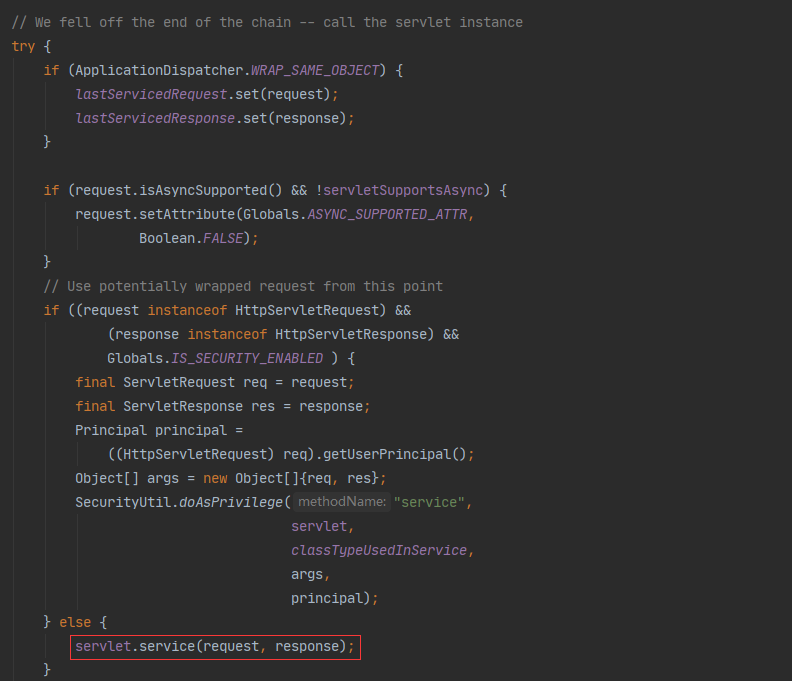 // We fell off the end of the chain -- call the servlet instance
try {
if (ApplicationDispatcher.WRAP_SAME_OBJECT) {
lastServicedRequest.set(request);
lastServicedResponse.set(response);
}
if (request.isAsyncSupported() && !servletSupportsAsync) {
request.setAttribute(Globals.ASYNC_SUPPORTED_ATTR,
Boolean.FALSE);
}
// Use potentially wrapped request from this point
if ((request instanceof HttpServletRequest) &&
(response instanceof HttpServletResponse) &&
Globals.IS_SECURITY_ENABLED ) {
final ServletRequest req = request;
final ServletResponse res = response;
Principal principal =
((HttpServletRequest) req).getUserPrincipal();
Object[] args = new Object[]{req, res};
SecurityUtil.doAsPrivilege( methodName: "service",
servlet,
classTypeUsedInService,
args,
principal);
} else {
servlet.service(request, response);
}